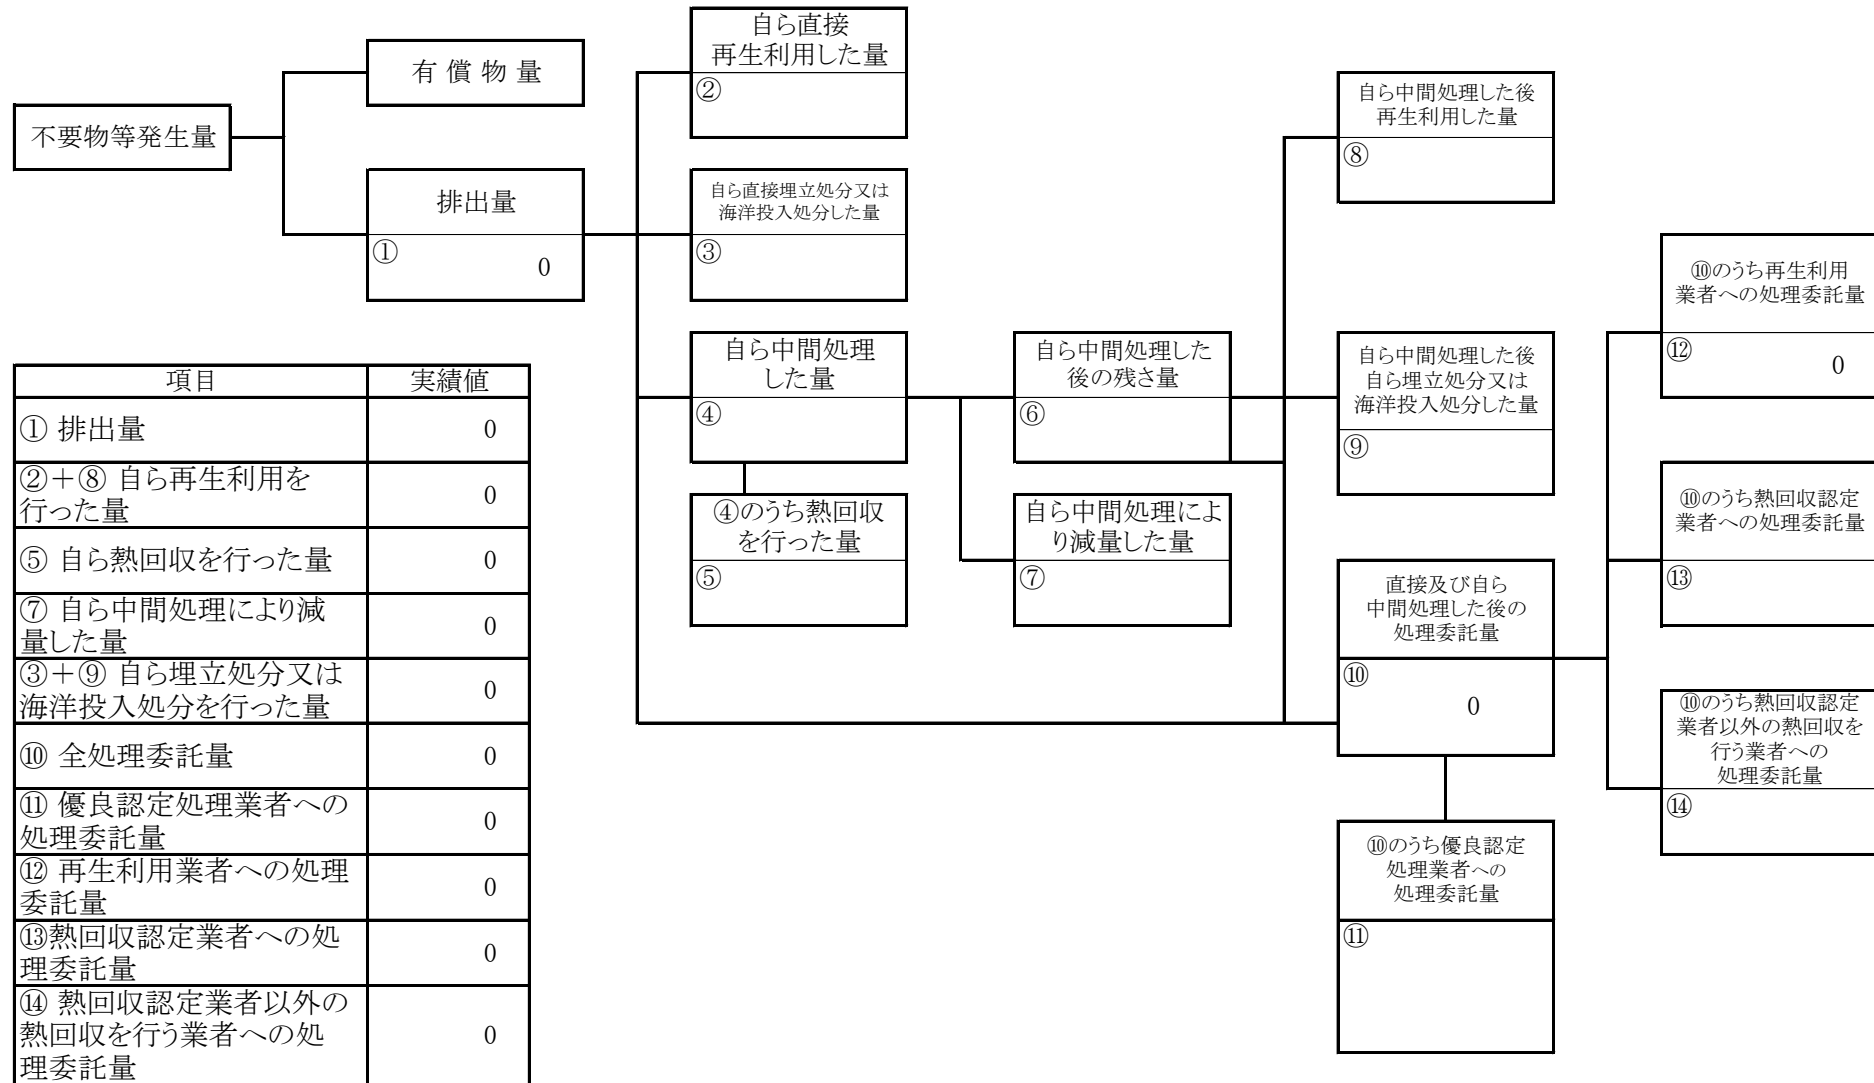 不要物等発生量
有 償 物 量
排出量
①
0
自ら直接
再生利用した量
②
自ら直接埋立処分又は
海洋投入処分した量
③
自ら中間処理
した量
④
④のうち熱回収
を行った量
⑤
自ら中間処理した
後の残さ量
⑥
自ら中間処理によ
り減量した量
⑦
自ら中間処理した後
再生利用した量
⑧
自ら中間処理した後
自ら埋立処分又は
海洋投入処分した量
⑨
直接及び自ら
中間処理した後の
処理委託量
⑩
0
⑩のうち優良認定
処理業者への
処理委託量
⑪
⑩のうち再生利用
業者への処理委託量
⑫
0
⑩のうち熱回収認定
業者への処理委託量
⑬
⑩のうち熱回収認定
業者以外の熱回収を
行う業者への
処理委託量
⑭
項目 実績値
① 排出量 0
②＋⑧ 自ら再生利用を
行った量 0
⑤ 自ら熱回収を行った量 0
⑦ 自ら中間処理により減
量した量 0
③＋⑨ 自ら埋立処分又は
海洋投入処分を行った量 0
⑩ 全処理委託量 0
⑪ 優良認定処理業者への
処理委託量 0
⑫ 再生利用業者への処理
委託量 0
⑬熱回収認定業者への処
理委託量 0
⑭ 熱回収認定業者以外の
熱回収を行う業者への処 0
理委託量